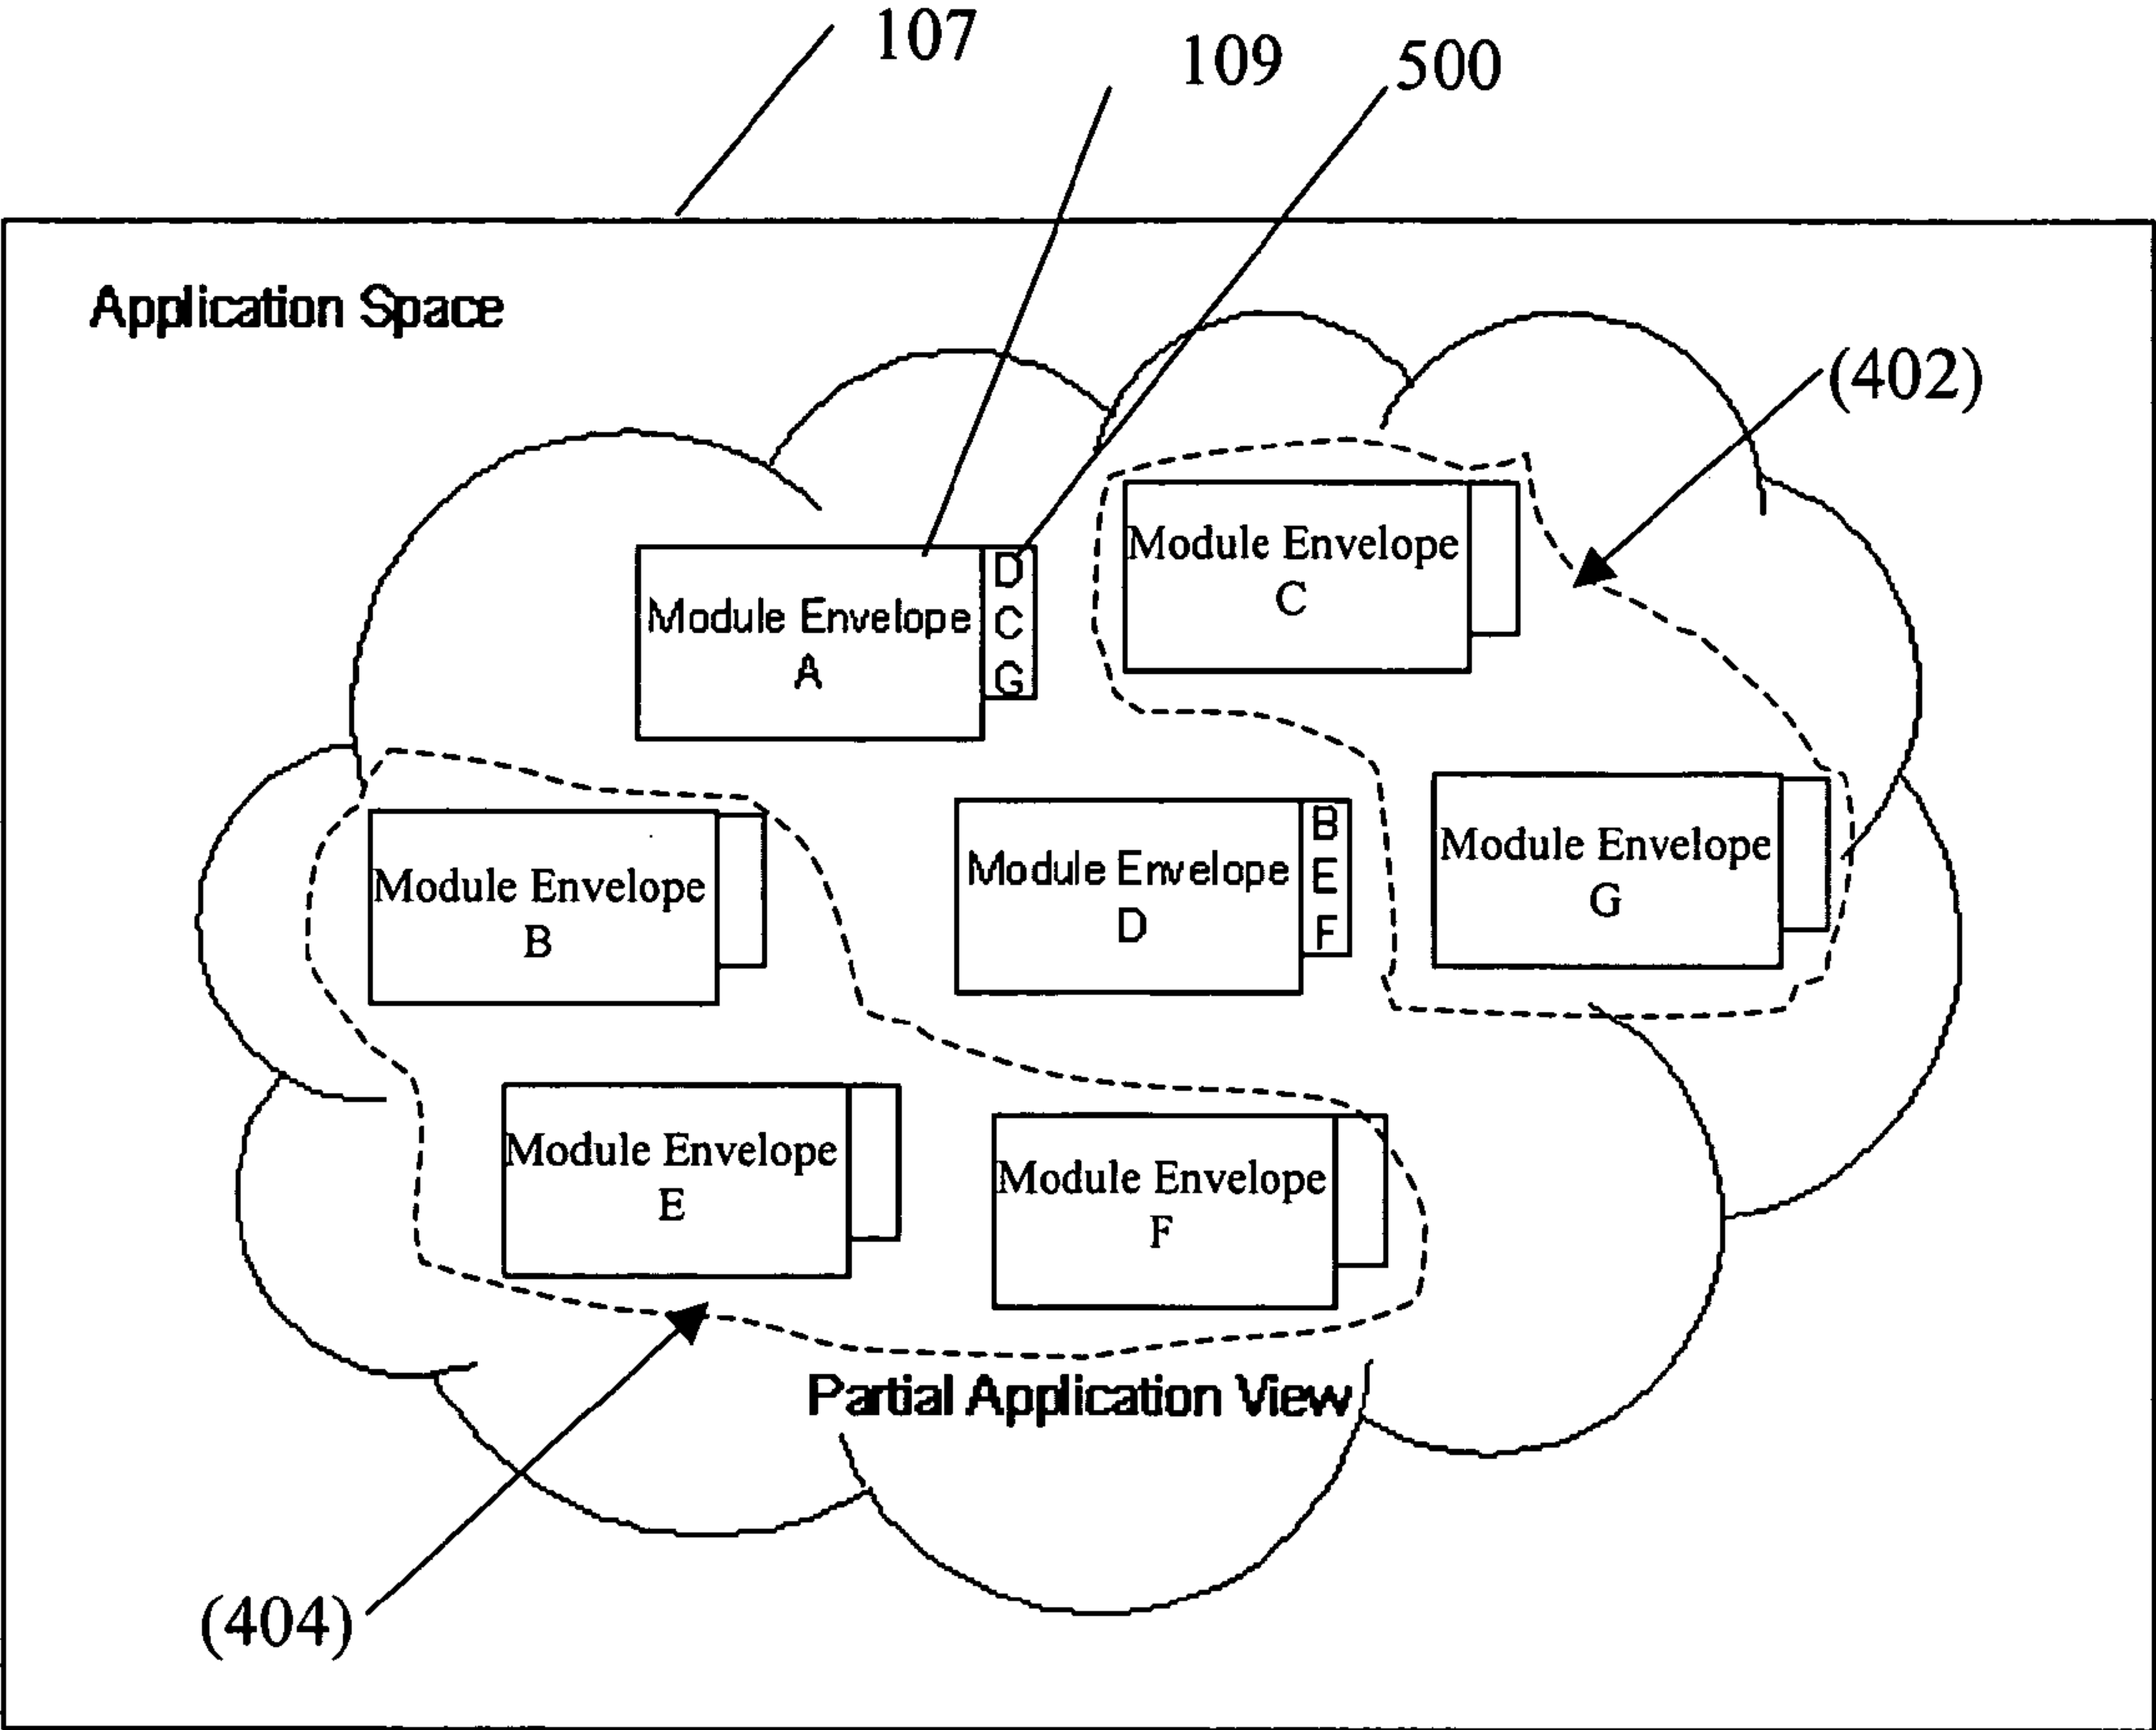 107
109
500
Application Space
(402)
Module Envelope
C
Module Envelope
A
D
C
G
Module Envelope
B
Module Envelope
D
B
E
F
Module Envelope
G
Module Envelope
E
Module Envelope
F
Partial Application View
(404)